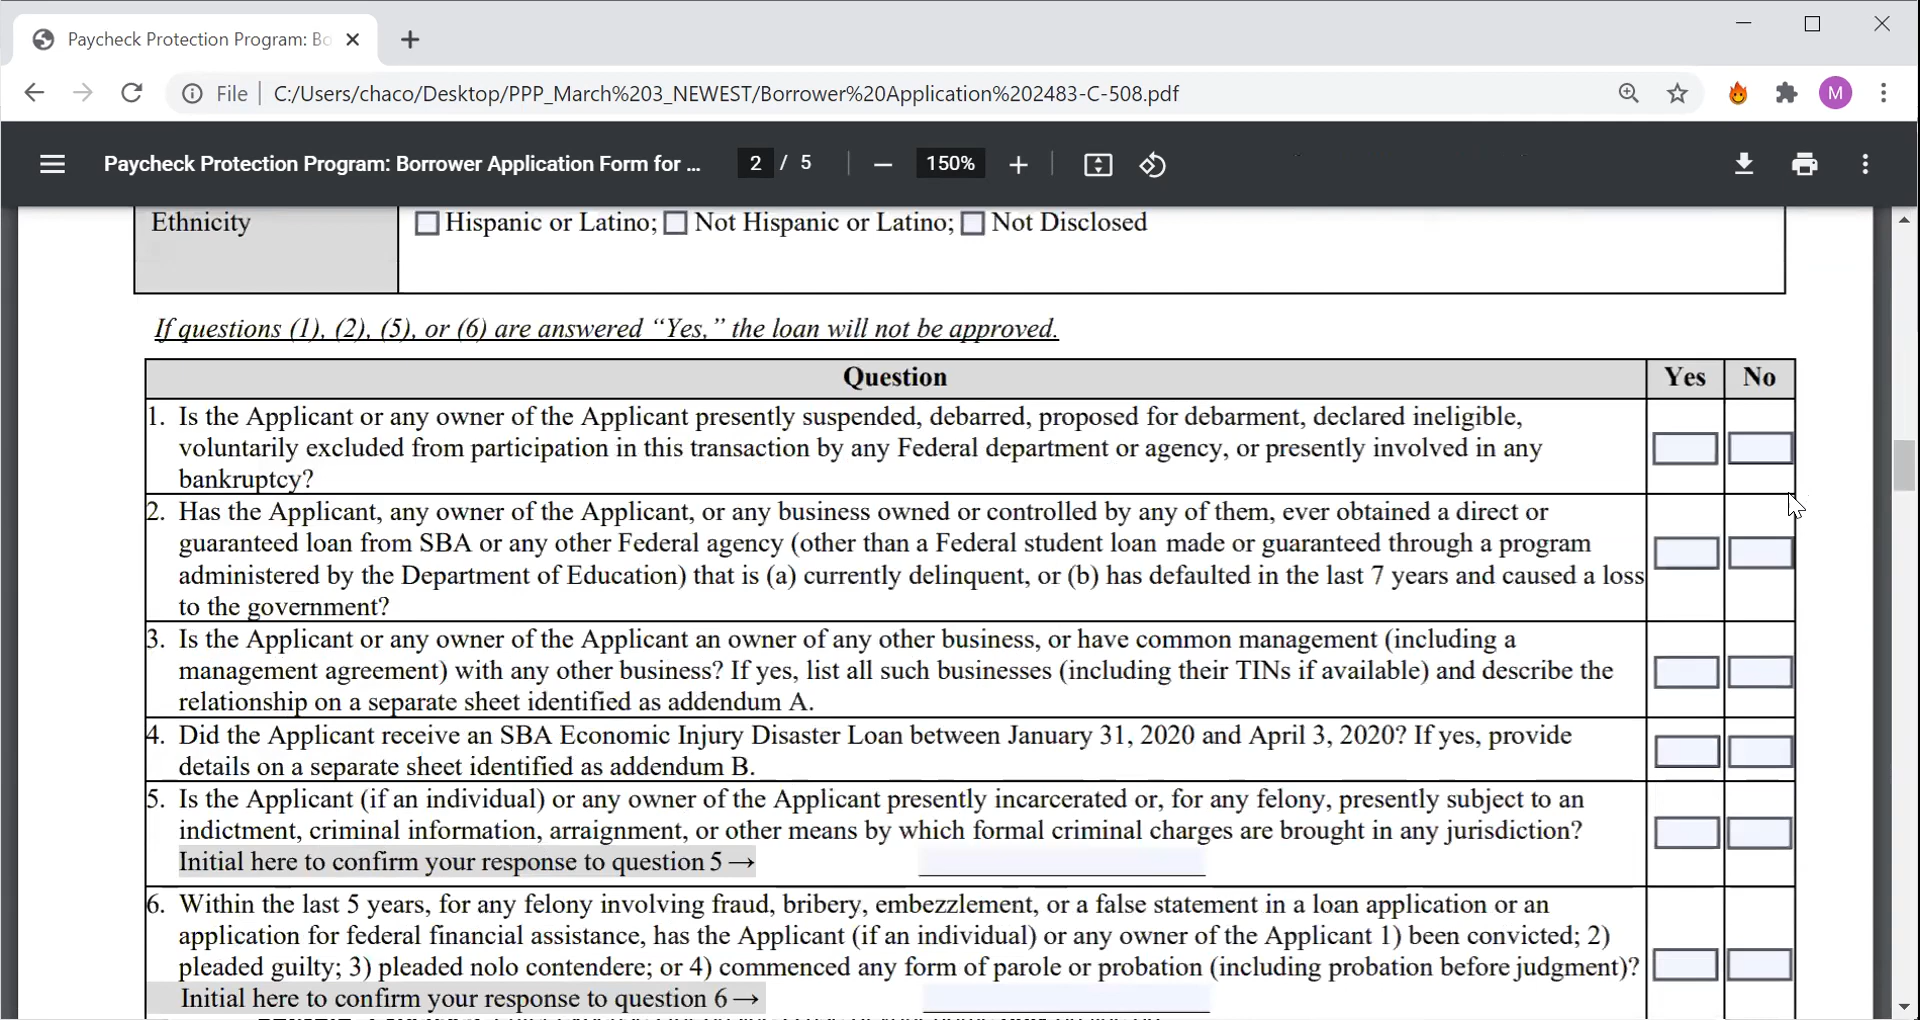 Paycheck Protection Program: Bo
File
C:/Users/chaco/Desktop/PPP_March%203_NEWEST/Borrower%20Application%202483-C-508.pdf
M
Paycheck Protection Program: Borrower Application Form for ...
2 / 5
150%
Ethnicity
Hispanic or Latino; Not Hispanic or Latino; Not Disclosed
If questions (1), (2), (5), or (6) are answered “Yes,” the loan will not be approved.
Question Yes No
1. Is the Applicant or any owner of the Applicant presently suspended, debarred, proposed for debarment, declared ineligible,
voluntarily excluded from participation in this transaction by any Federal department or agency, or presently involved in any
bankruptcy?
2. Has the Applicant, any owner of the Applicant, or any business owned or controlled by any of them, ever obtained a direct or
guaranteed loan from SBA or any other Federal agency (other than a Federal student loan made or guaranteed through a program
administered by the Department of Education) that is (a) currently delinquent, or (b) has defaulted in the last 7 years and caused a loss
to the government?
3. Is the Applicant or any owner of the Applicant an owner of any other business, or have common management (including a
management agreement) with any other business? If yes, list all such businesses (including their TINs if available) and describe the
relationship on a separate sheet identified as addendum A.
4. Did the Applicant receive an SBA Economic Injury Disaster Loan between January 31, 2020 and April 3, 2020? If yes, provide
details on a separate sheet identified as addendum B.
5. Is the Applicant (if an individual) or any owner of the Applicant presently incarcerated or, for any felony, presently subject to an
indictment, criminal information, arraignment, or other means by which formal criminal charges are brought in any jurisdiction?
Initial here to confirm your response to question 5 →
6. Within the last 5 years, for any felony involving fraud, bribery, embezzlement, or a false statement in a loan application or an
application for federal financial assistance, has the Applicant (if an individual) or any owner of the Applicant 1) been convicted; 2)
pleaded guilty; 3) pleaded nolo contendere; or 4) commenced any form of parole or probation (including probation before judgment)?
Initial here to confirm your response to question 6 →